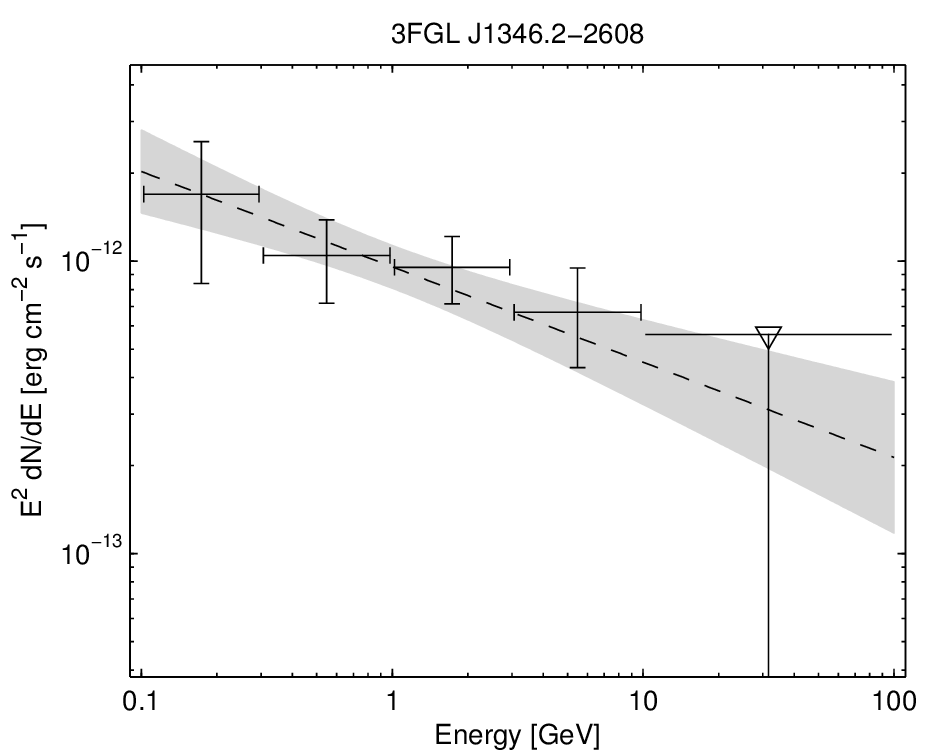 3FGL J1346.2−2608
E² dN/dE [erg cm⁻² s⁻¹]
10⁻¹²
10⁻¹³
0.1 1 10 100
Energy [GeV]